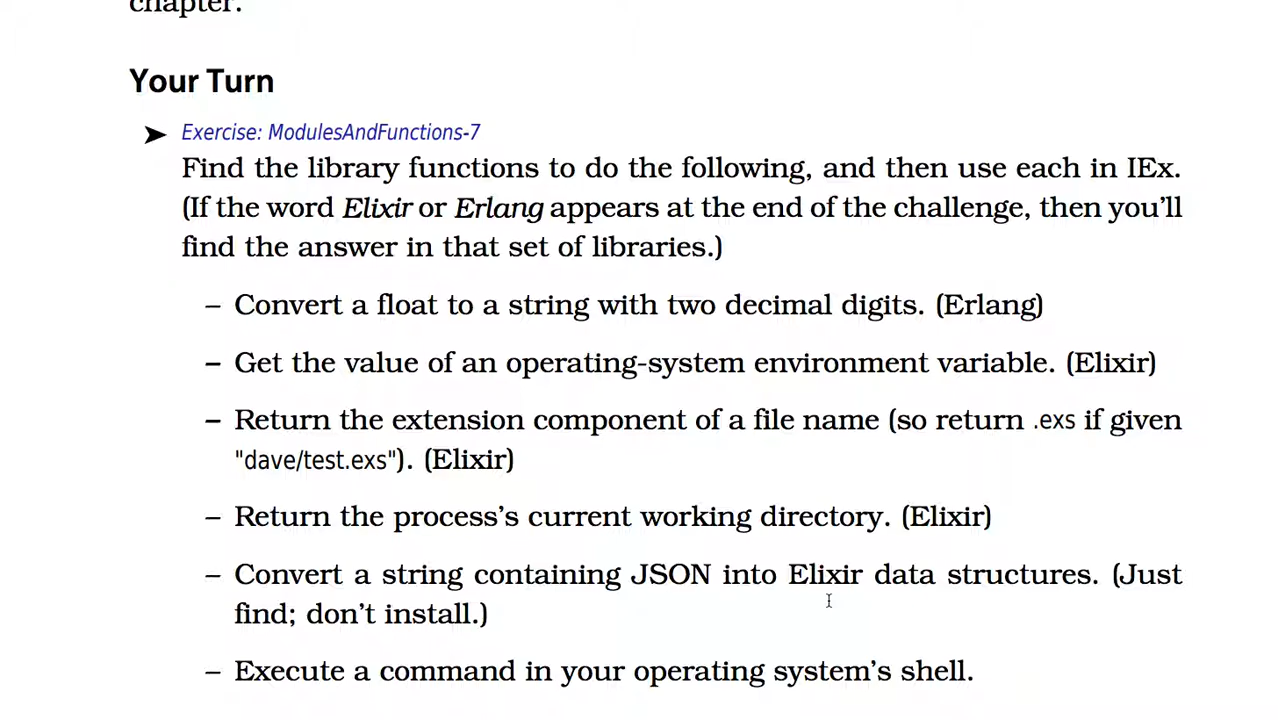 chapter.
Your Turn
➤ Exercise: ModulesAndFunctions-7
Find the library functions to do the following, and then use each in IEx.
(If the word Elixir or Erlang appears at the end of the challenge, then you’ll
find the answer in that set of libraries.)
– Convert a float to a string with two decimal digits. (Erlang)
– Get the value of an operating-system environment variable. (Elixir)
– Return the extension component of a file name (so return .exs if given
"dave/test.exs"). (Elixir)
– Return the process’s current working directory. (Elixir)
– Convert a string containing JSON into Elixir data structures. (Just
find; don’t install.)
– Execute a command in your operating system’s shell.